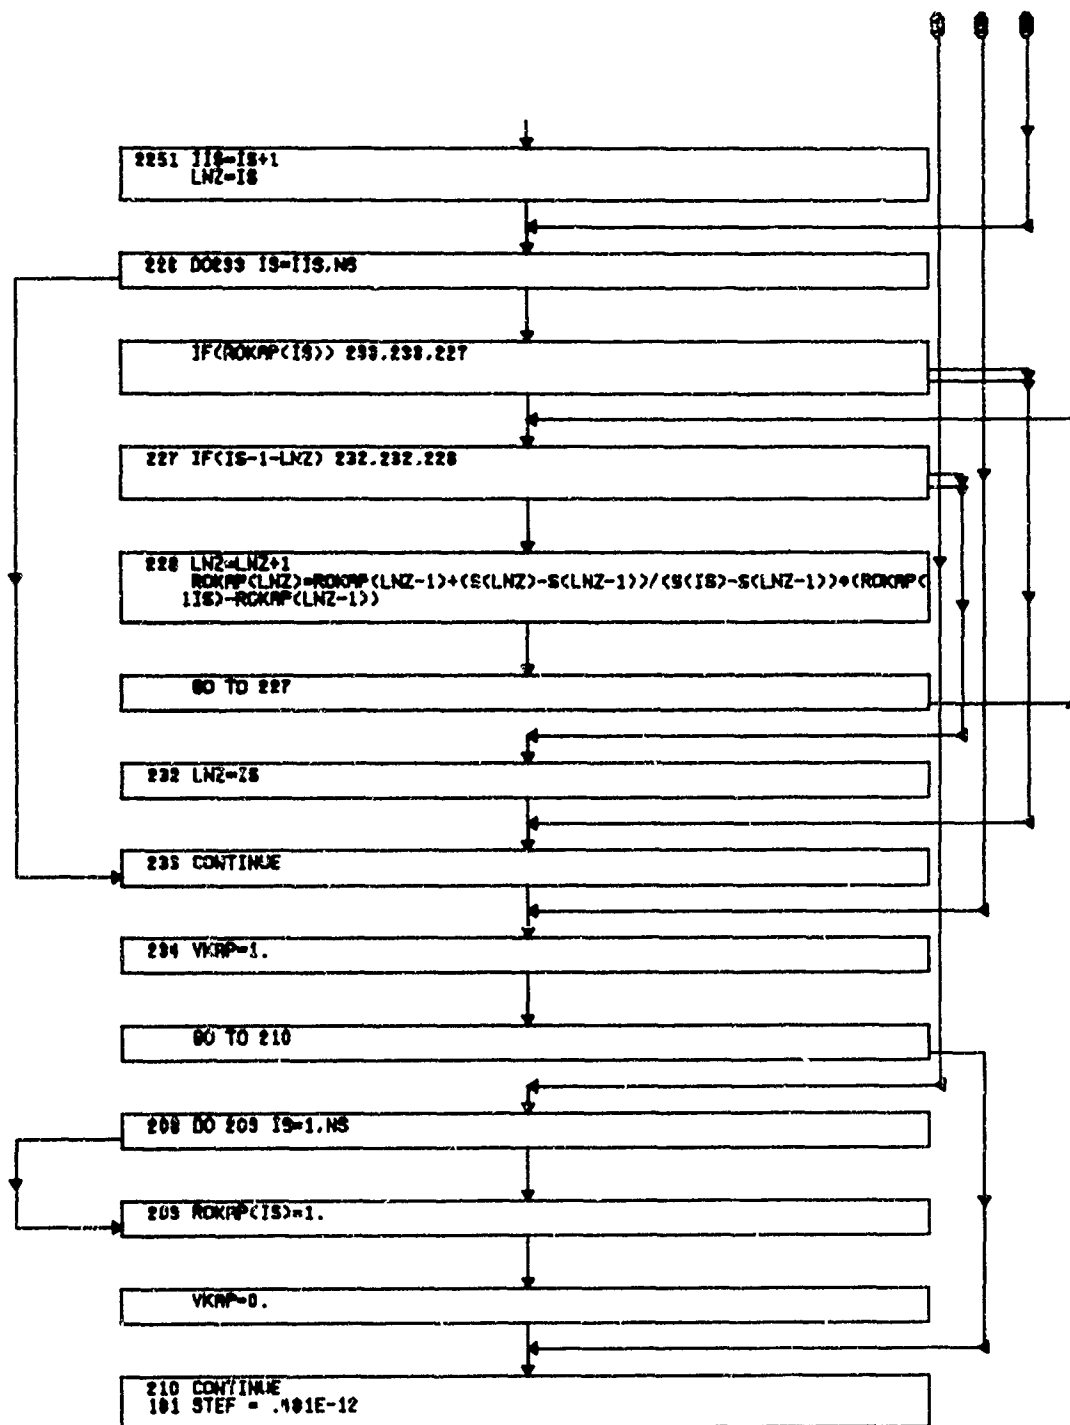 2251 IIS=IS+1
LNZ=IS
226 DO233 IS=IIS,NS
IF(ROKAP(IS)) 233,233,227
227 IF(IS-1-LNZ) 232,232,228
228 LNZ=LNZ+1
ROKAP(LNZ)=ROKAP(LNZ-1)+(S(LNZ)-S(LNZ-1))/(S(IS)-S(LNZ-1))*(ROKAP(
1IS)-ROKAP(LNZ-1))
GO TO 227
232 LNZ=IS
233 CONTINUE
234 VKAP=1.
GO TO 210
208 DO 209 IS=1,NS
209 ROKAP(IS)=1.
VKAP=0.
210 CONTINUE
181 STEF =